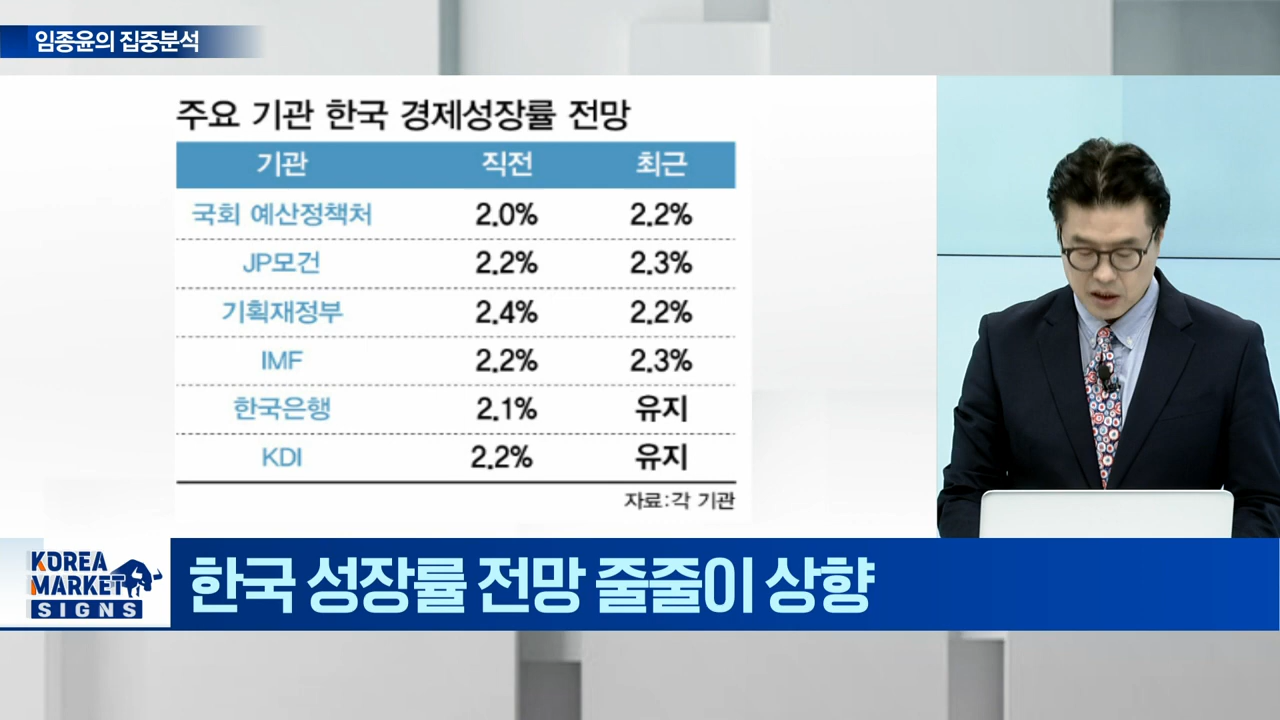 임종윤의 집중분석
주요 기관 한국 경제성장률 전망
기관 직전 최근
국회 예산정책처 2.0% 2.2%
JP모건 2.2% 2.3%
기획재정부 2.4% 2.2%
IMF 2.2% 2.3%
한국은행 2.1% 유지
KDI 2.2% 유지
자료:각 기관
KOREA
MARKET
SIGNS
한국 성장률 전망 줄줄이 상향